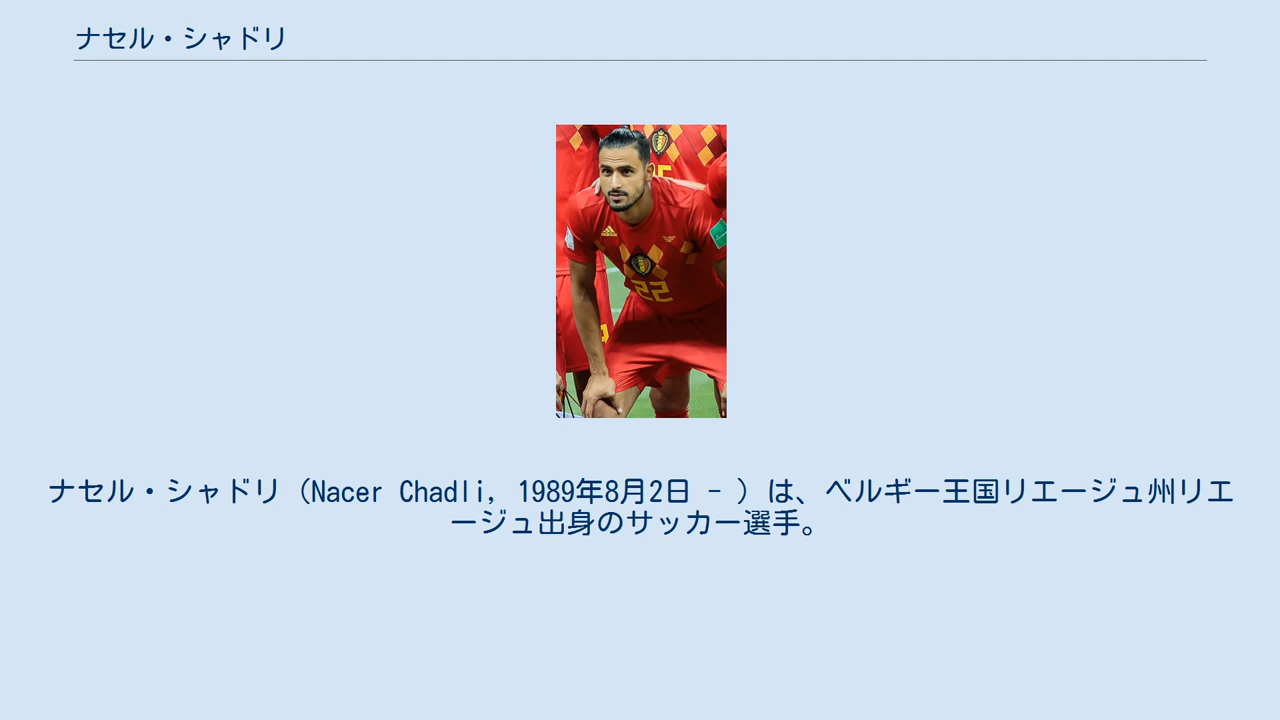 ナセル・シャドリ
22
ナセル・シャドリ（Nacer Chadli, 1989年8月2日 - ）は、ベルギー王国リエージュ州リエ
ージュ出身のサッカー選手。